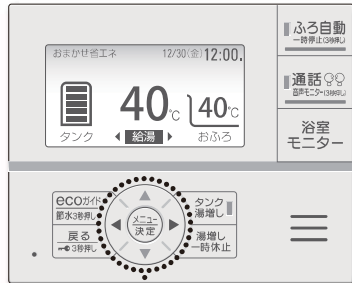 おまかせ省エネ 12/30(金)12:00.
40℃ 40℃
タンク 給湯 おふろ
ふろ自動
一時停止(3秒押し)
通話
音声モニター(3秒押し)
浴室
モニター
ecoガイド
節水3秒押し
戻る
3秒押し
メニュー
決定
タンク
湯増し
湯増し
一時休止